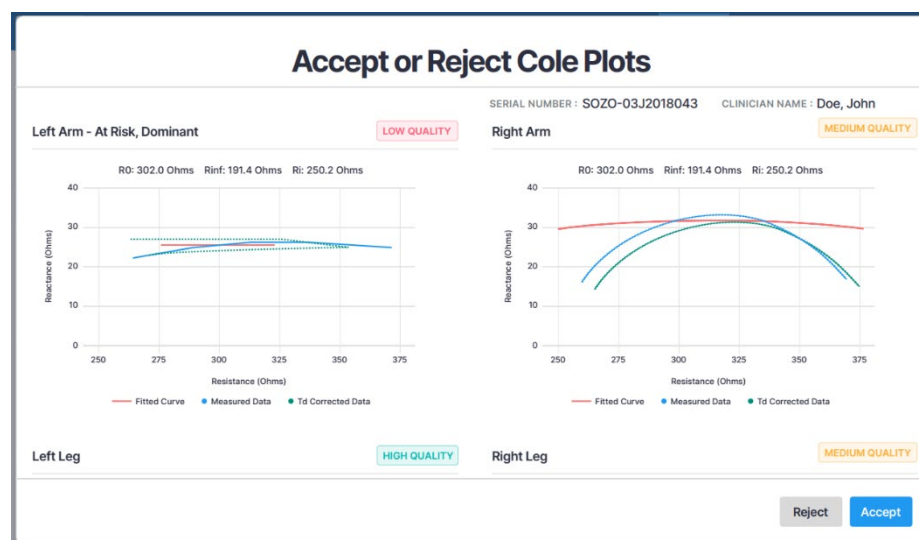 Accept or Reject Cole Plots
SERIAL NUMBER : SOZO-03J2018043 CLINICIAN NAME : Doe, John
Left Arm - At Risk, Dominant
LOW QUALITY
R0: 302.0 Ohms Rinf: 191.4 Ohms Ri: 250.2 Ohms
40
30
20
10
0
Reactance (Ohms)
250 275 300 325 350 375
Resistance (Ohms)
Fitted Curve Measured Data Td Corrected Data
Right Arm
MEDIUM QUALITY
R0: 302.0 Ohms Rinf: 191.4 Ohms Ri: 250.2 Ohms
40
30
20
10
0
Reactance (Ohms)
250 275 300 325 350 375
Resistance (Ohms)
Fitted Curve Measured Data Td Corrected Data
Left Leg
HIGH QUALITY
Right Leg
MEDIUM QUALITY
Reject Accept